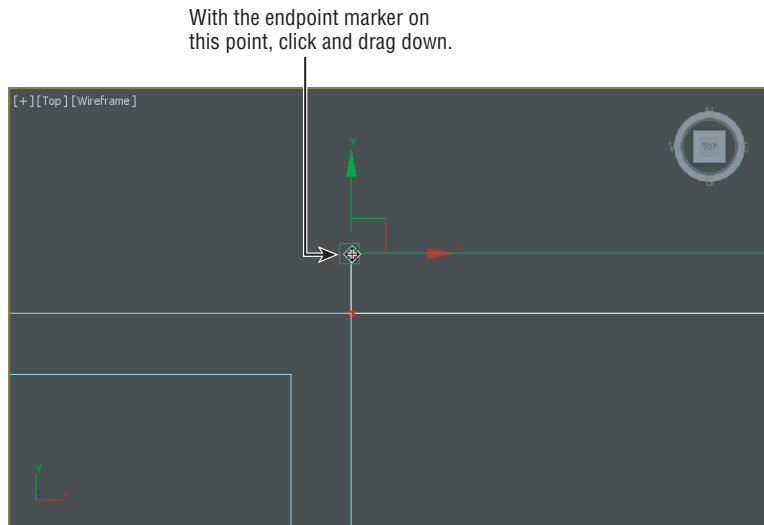 With the endpoint marker on
this point, click and drag down.
[+][Top][Wireframe]
N
W TOP E
S
Y
x
Y
x